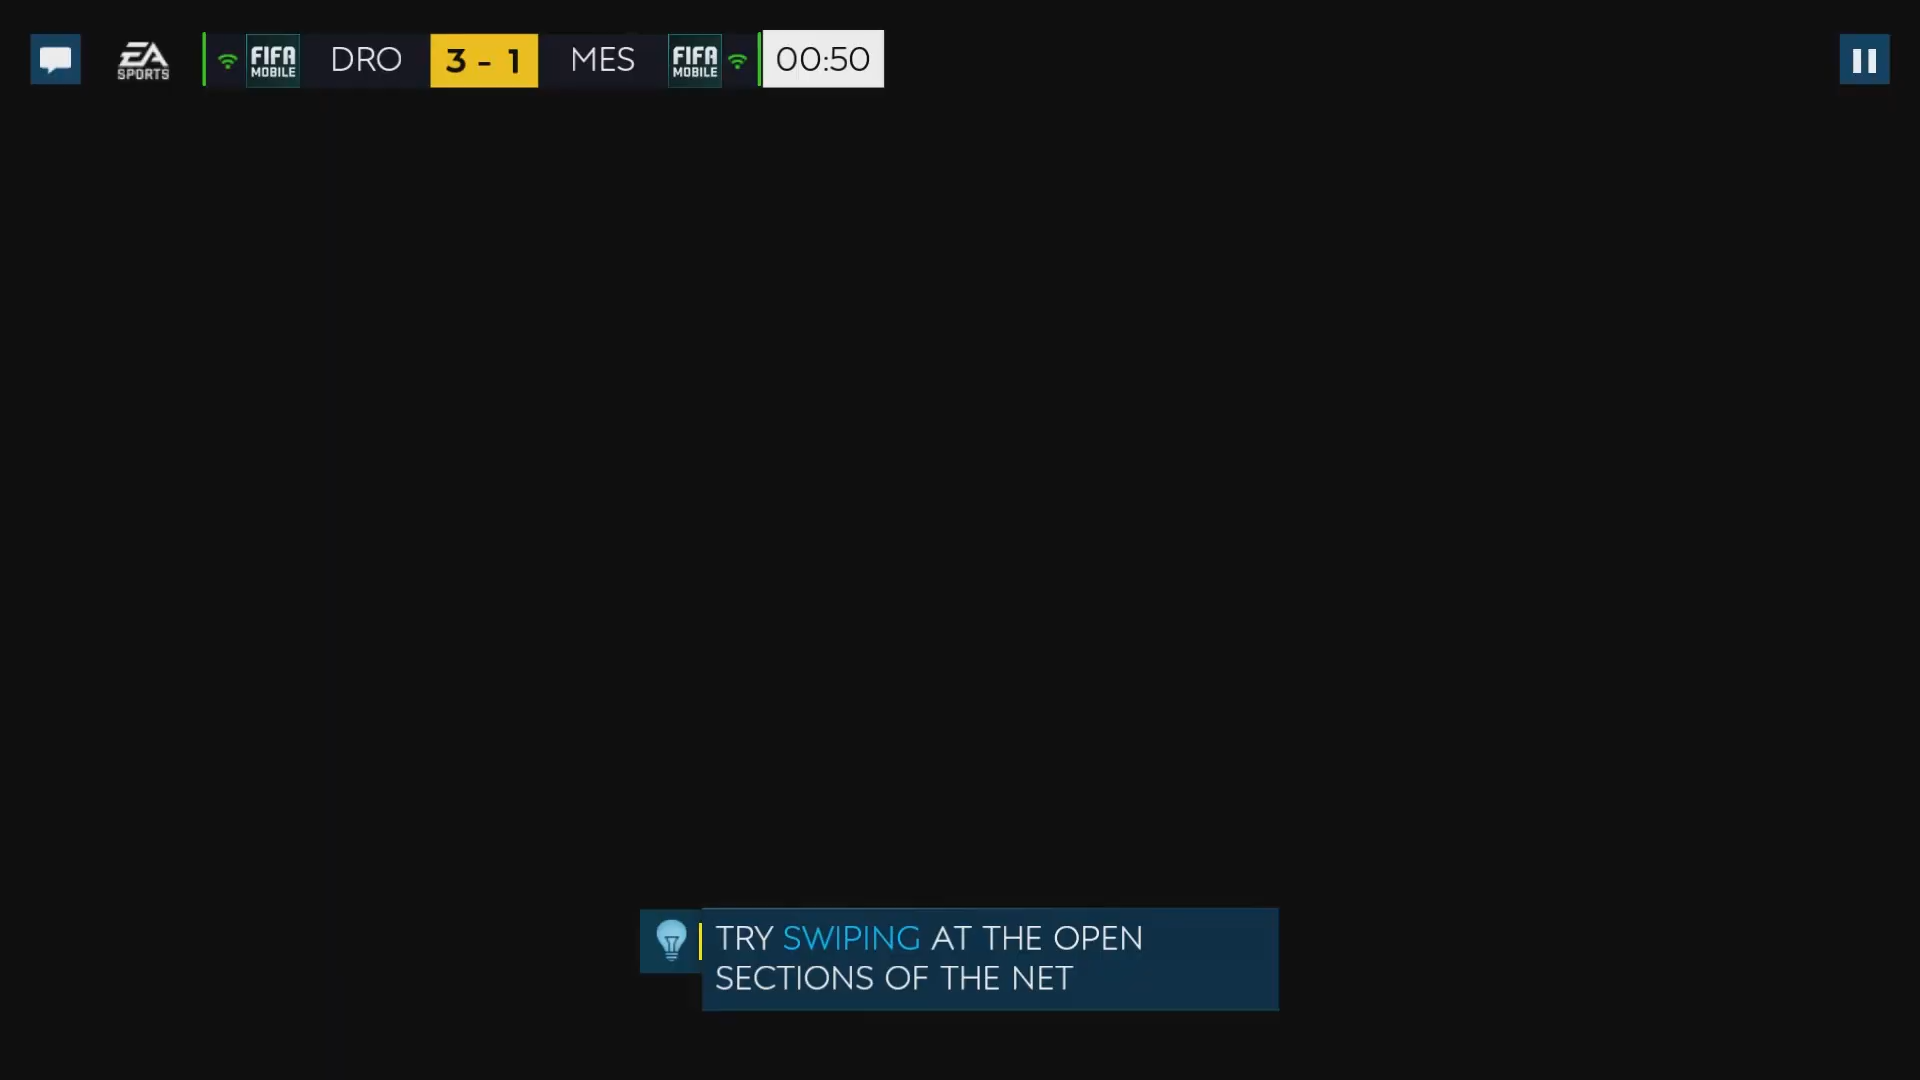 EA SPORTS
FIFA MOBILE
DRO
3 - 1
MES
FIFA MOBILE
00:50
TRY SWIPING AT THE OPEN
SECTIONS OF THE NET